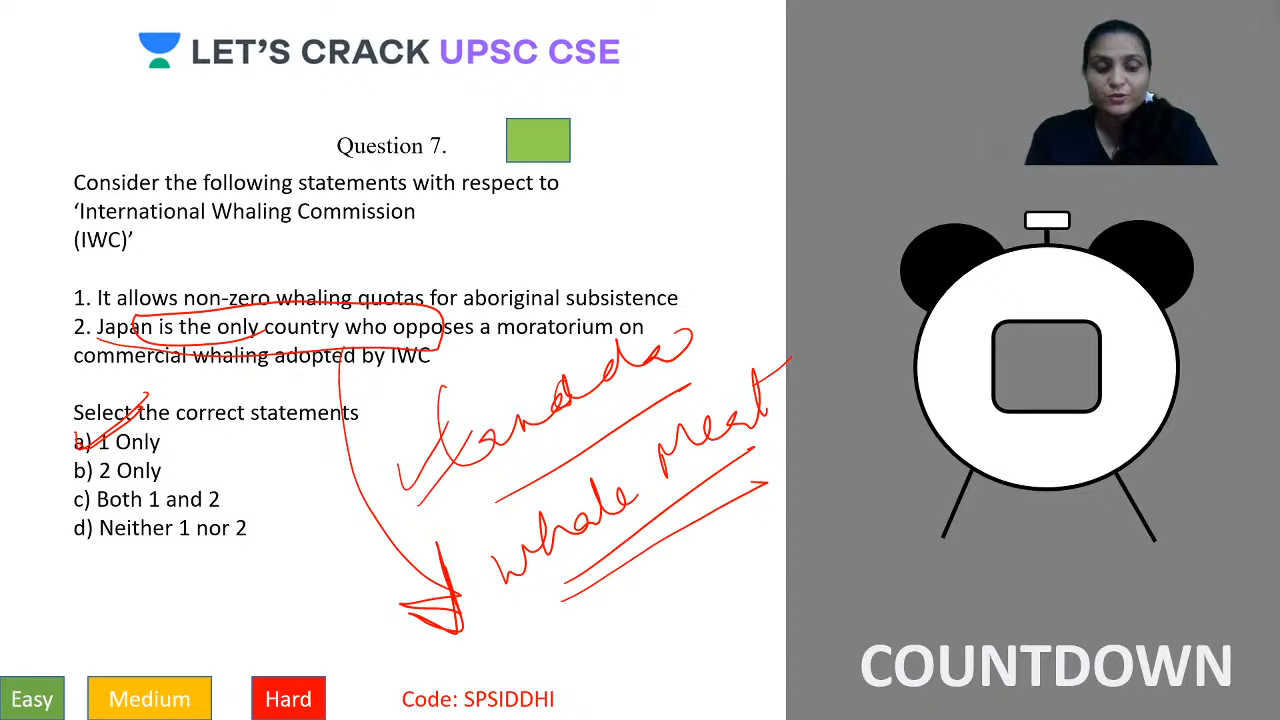 LET'S CRACK UPSC CSE
Question 7.
Consider the following statements with respect to
‘International Whaling Commission
(IWC)’
1. It allows non-zero whaling quotas for aboriginal subsistence
2. Japan is the only country who opposes a moratorium on
commercial whaling adopted by IWC
Select the correct statements
a) 1 Only
b) 2 Only
c) Both 1 and 2
d) Neither 1 nor 2
Canada
whale Meat
Easy
Medium
Hard
Code: SPSIDDHI
COUNTDOWN